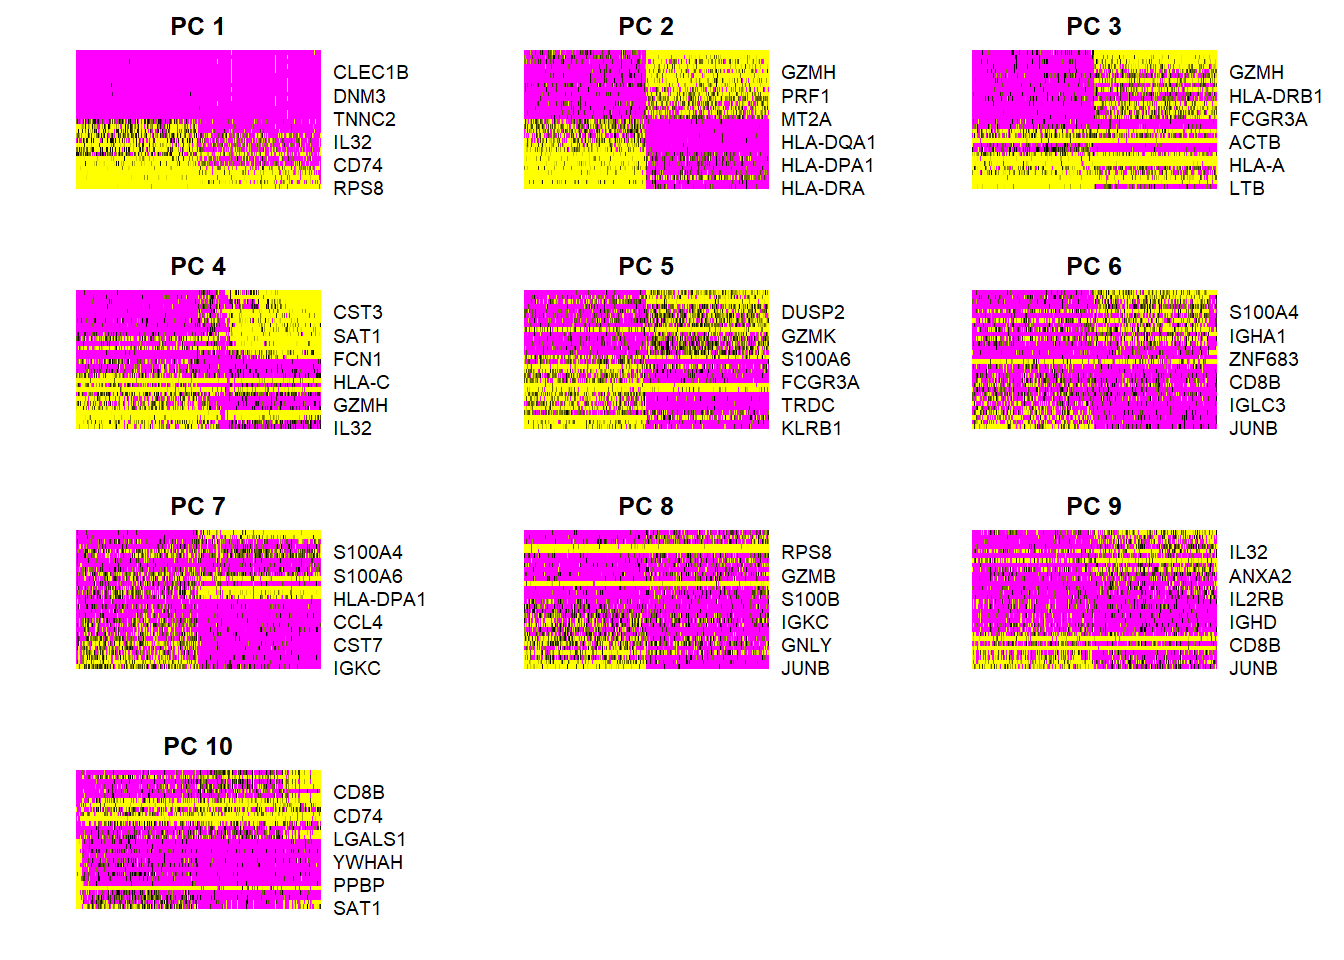 PC 1
CLEC1B
DNM3
TNNC2
IL32
CD74
RPS8
PC 2
GZMH
PRF1
MT2A
HLA-DQA1
HLA-DPA1
HLA-DRA
PC 3
GZMH
HLA-DRB1
FCGR3A
ACTB
HLA-A
LTB
PC 4
CST3
SAT1
FCN1
HLA-C
GZMH
IL32
PC 5
DUSP2
GZMK
S100A6
FCGR3A
TRDC
KLRB1
PC 6
S100A4
IGHA1
ZNF683
CD8B
IGLC3
JUNB
PC 7
S100A4
S100A6
HLA-DPA1
CCL4
CST7
IGKC
PC 8
RPS8
GZMB
S100B
IGKC
GNLY
JUNB
PC 9
IL32
ANXA2
IL2RB
IGHD
CD8B
JUNB
PC 10
CD8B
CD74
LGALS1
YWHAH
PPBP
SAT1